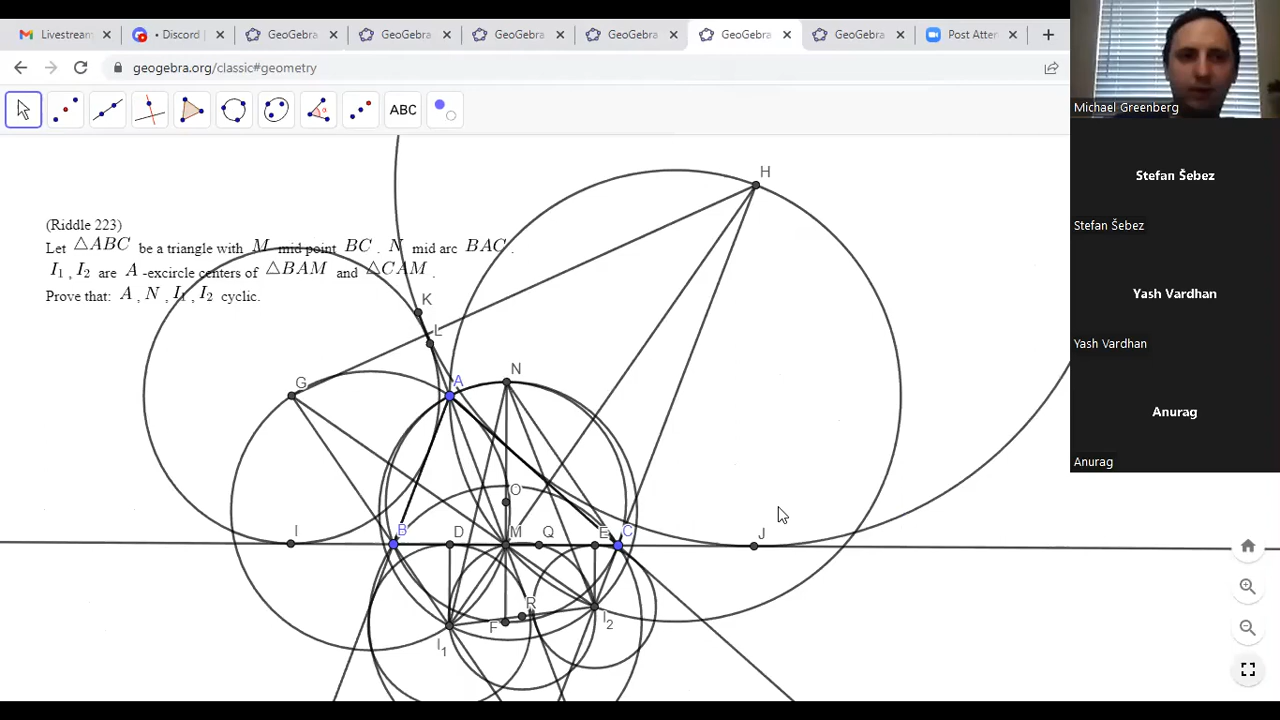 Livestream
Discord |
GeoGebra
GeoGebra
GeoGebra
GeoGebra
GeoGebra
GeoGebra
Post Atten
geogebra.org/classic#geometry
ABC
Michael Greenberg
Stefan Šebez
Stefan Šebez
Yash Vardhan
Yash Vardhan
Anurag
Anurag
(Riddle 223)
Let △ABC be a triangle with M mid point BC . N mid arc BAC .
I₁ , I₂ are A -excircle centers of △BAM and △CAM .
Prove that: A , N , I₁ , I₂ cyclic.
H
K
L
G
A
N
O
I
B
D
M
Q
E
C
J
R
F
I₁
I₂